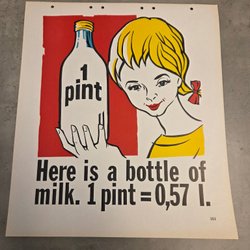 1
pint
Here is a bottle of
milk. 1 pint = 0,57 l.